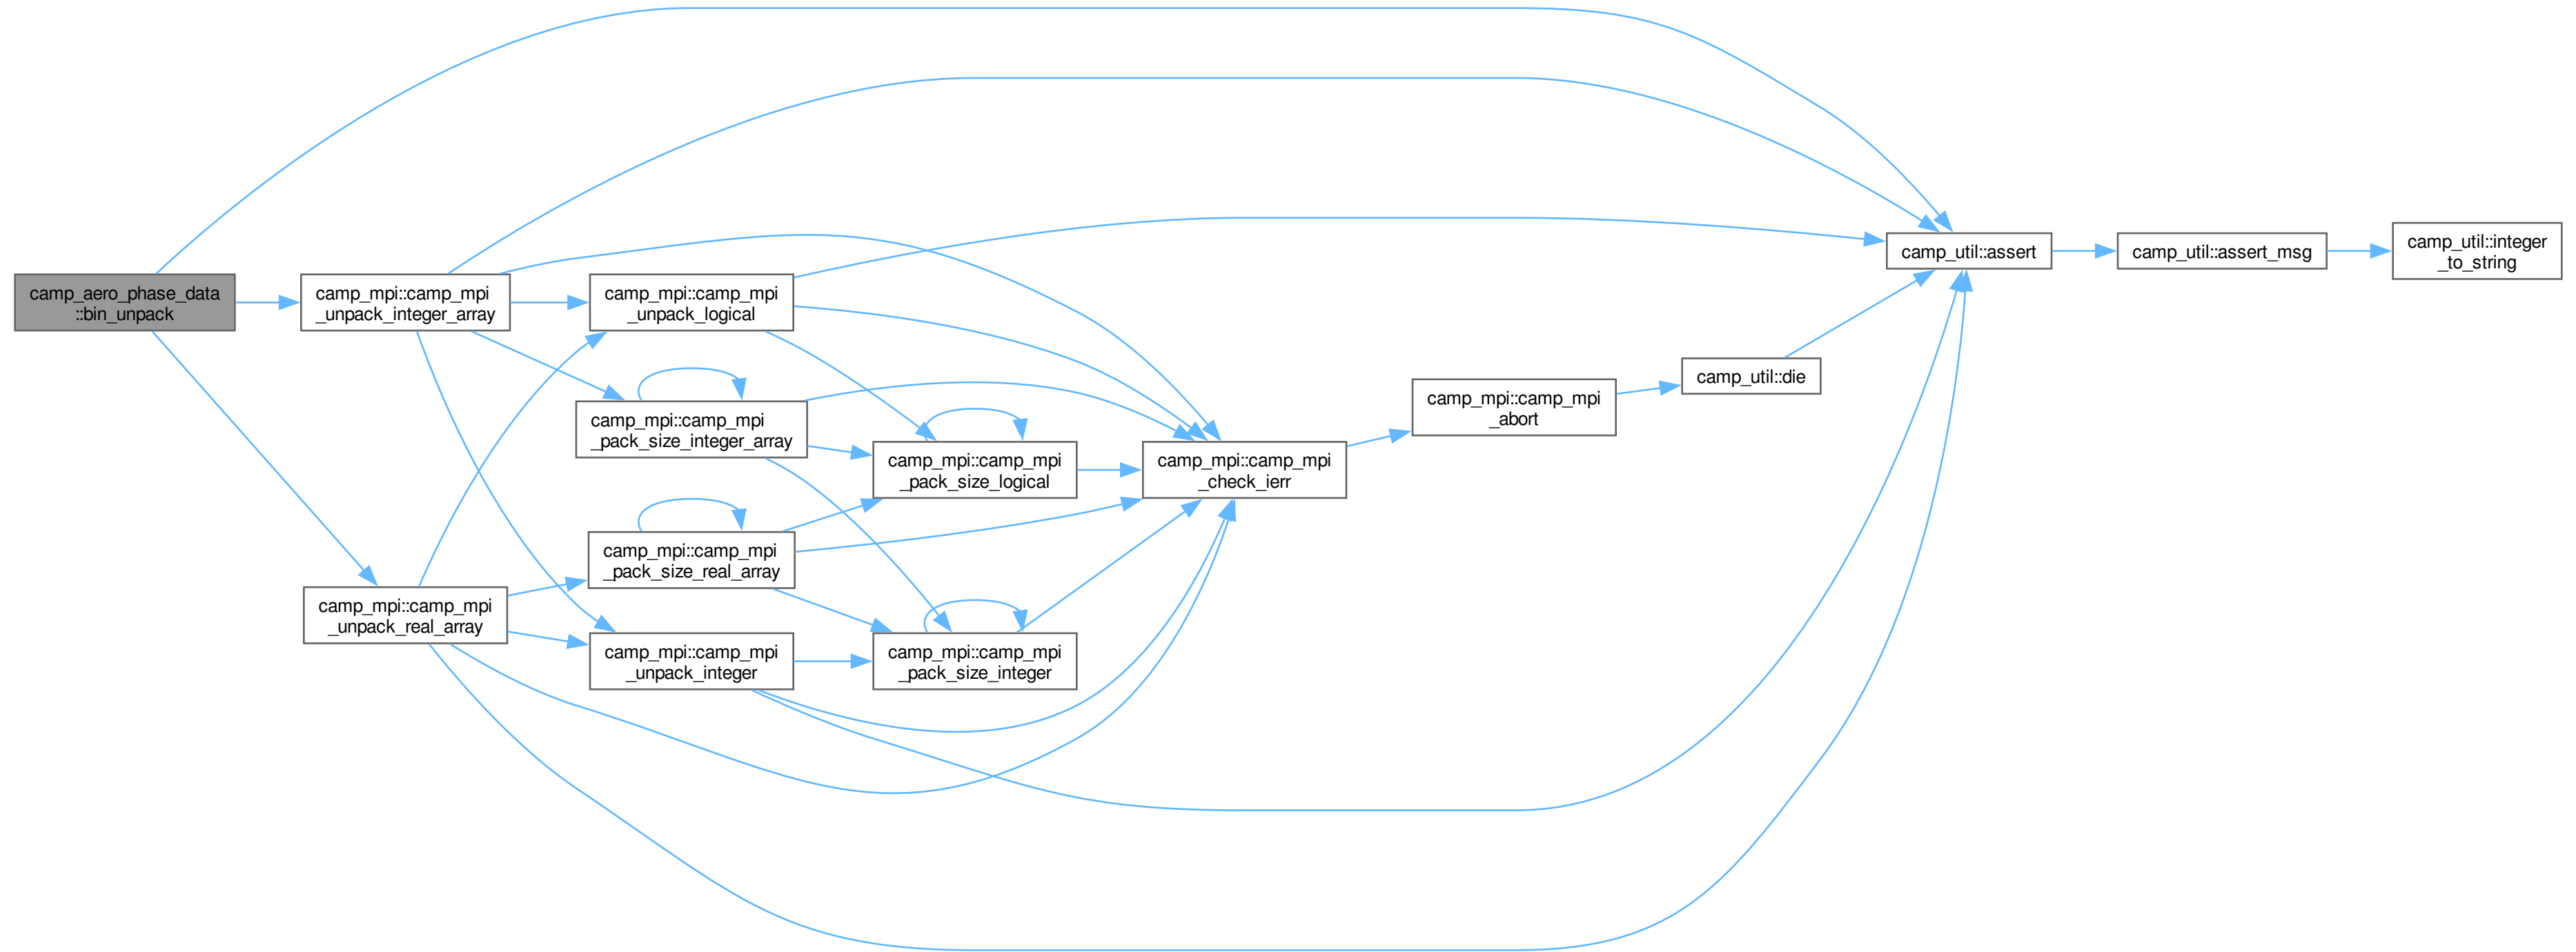 camp_aero_phase_data
::bin_unpack
camp_mpi::camp_mpi
_unpack_integer_array
camp_mpi::camp_mpi
_unpack_real_array
camp_mpi::camp_mpi
_unpack_logical
camp_mpi::camp_mpi
_pack_size_integer_array
camp_mpi::camp_mpi
_pack_size_real_array
camp_mpi::camp_mpi
_unpack_integer
camp_mpi::camp_mpi
_pack_size_logical
camp_mpi::camp_mpi
_pack_size_integer
camp_mpi::camp_mpi
_check_ierr
camp_mpi::camp_mpi
_abort
camp_util::die
camp_util::assert
camp_util::assert_msg
camp_util::integer
_to_string